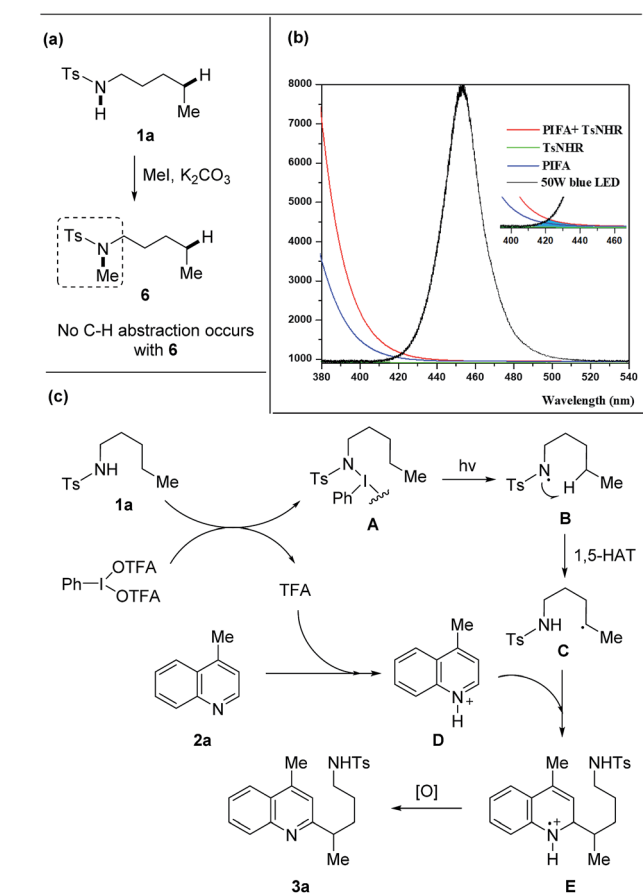 (a)
Ts
N
H
H
Me
1a
MeI, K₂CO₃
Ts
N
Me
H
Me
6
No C-H abstraction occurs
with 6
(b)
8000
7000
6000
5000
4000
3000
2000
1000
380 400 420 440 460 480 500 520 540
Wavelength (nm)
PIFA+ TsNHR
TsNHR
PIFA
50W blue LED
400 420 440 460
(c)
Ts
NH
Me
1a
Ts
N
I
Ph
Me
A
hν
Ts
N·
H
Me
B
1,5-HAT
Ph I
OTFA
OTFA
TFA
Ts
NH
·
Me
C
Me
N
2a
Me
N
+
H
D
Me
N
Me
NHTs
3a
[O]
Me
NHTs
N
·+
H
Me
E